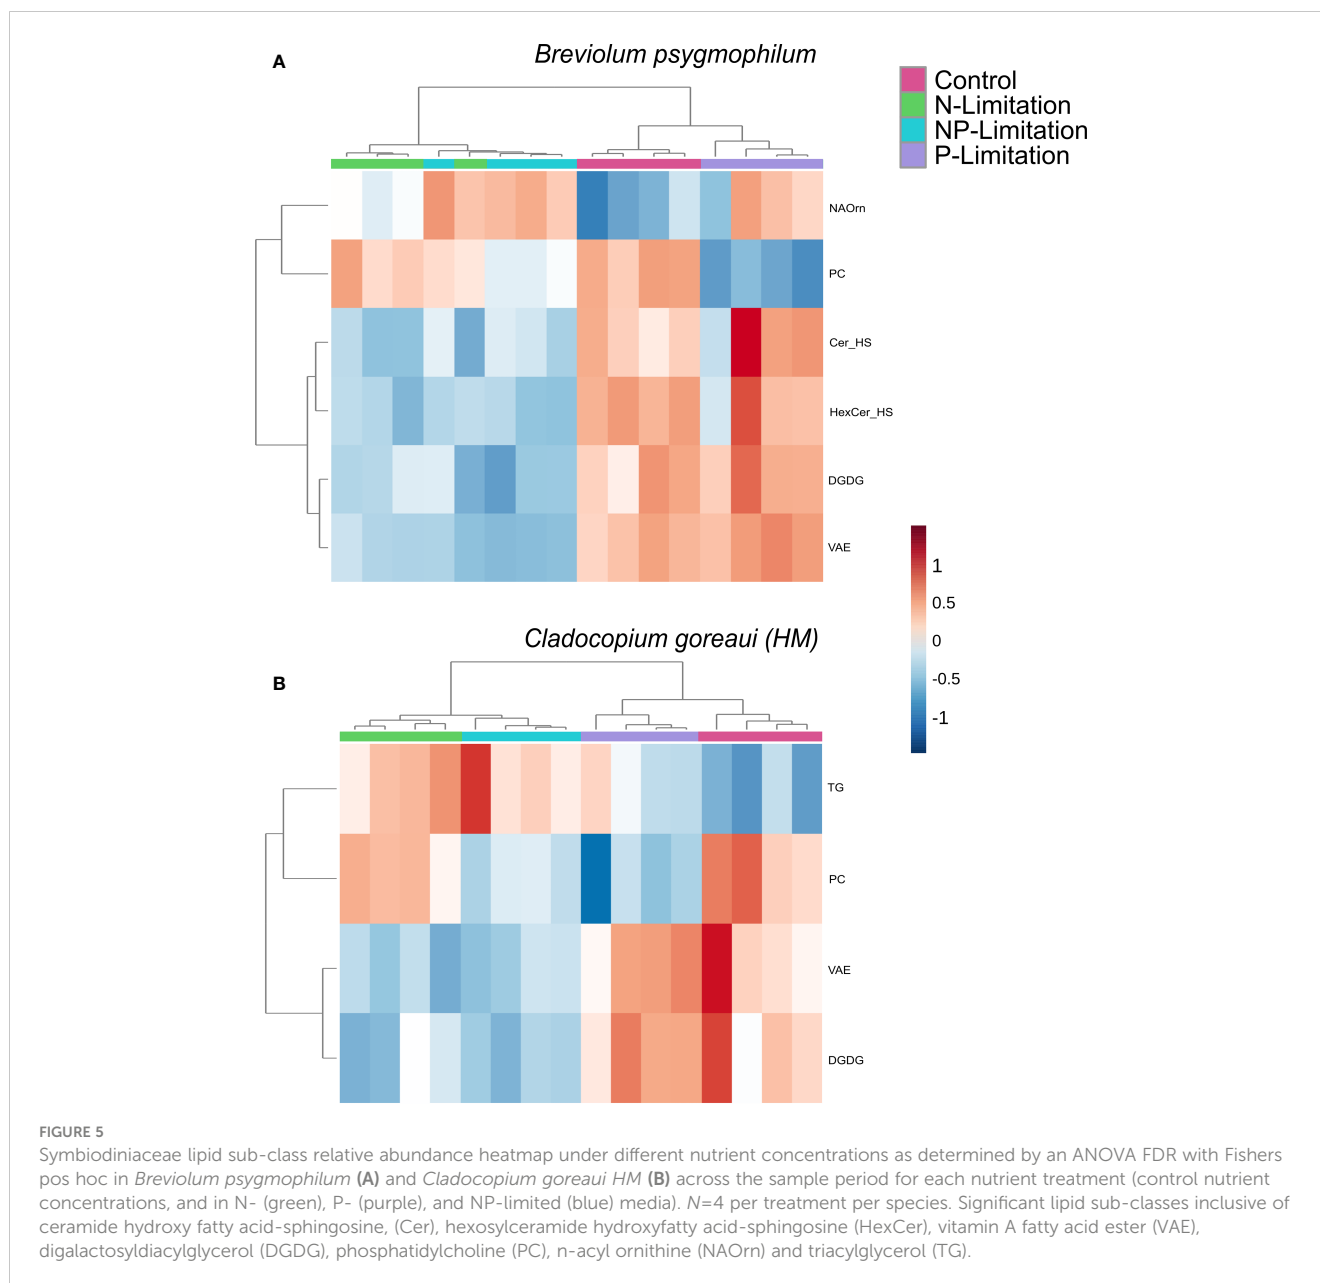 A
Breviolum psygmophilum
Control
N-Limitation
NP-Limitation
P-Limitation
NAOrn
PC
Cer_HS
HexCer_HS
DGDG
VAE
1
0.5
0
-0.5
-1
Cladocopium goreaui (HM)
B
TG
PC
VAE
DGDG
FIGURE 5
Symbiodiniaceae lipid sub-class relative abundance heatmap under different nutrient concentrations as determined by an ANOVA FDR with Fishers
pos hoc in Breviolum psygmophilum (A) and Cladocopium goreaui HM (B) across the sample period for each nutrient treatment (control nutrient
concentrations, and in N- (green), P- (purple), and NP-limited (blue) media). N=4 per treatment per species. Significant lipid sub-classes inclusive of
ceramide hydroxy fatty acid-sphingosine, (Cer), hexosylceramide hydroxyfatty acid-sphingosine (HexCer), vitamin A fatty acid ester (VAE),
digalactosyldiacylglycerol (DGDG), phosphatidylcholine (PC), n-acyl ornithine (NAOrn) and triacylglycerol (TG).